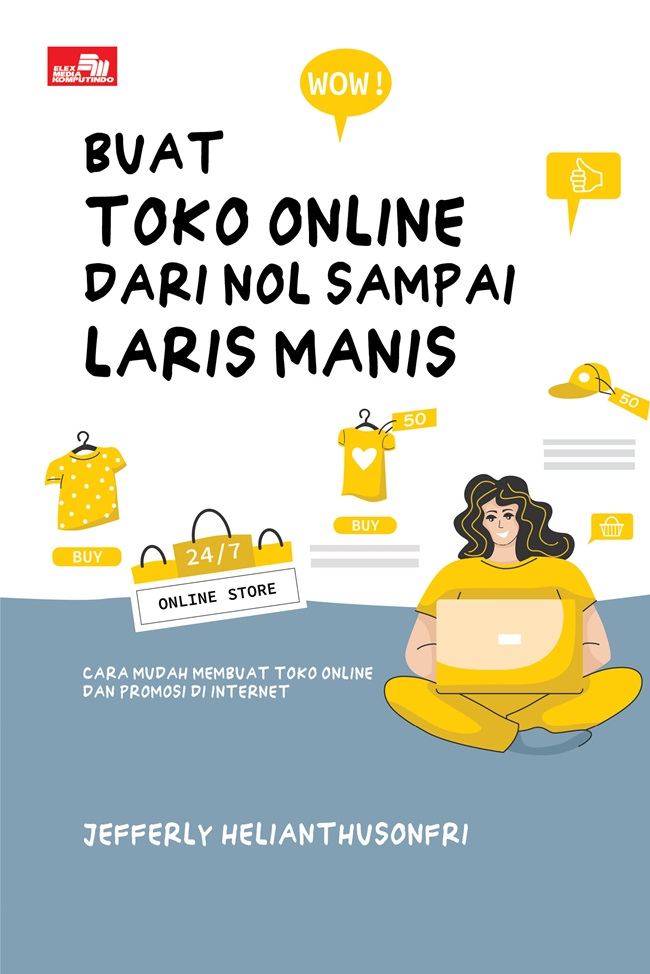 ELEX
MEDIA
KOMPUTINDO
WOW!
BUAT
TOKO ONLINE
DARI NOL SAMPAI
LARIS MANIS
50
50
BUY
BUY
24/7
ONLINE STORE
CARA MUDAH MEMBUAT TOKO ONLINE
DAN PROMOSI DI INTERNET
JEFFERLY HELIANTHUSONFRI